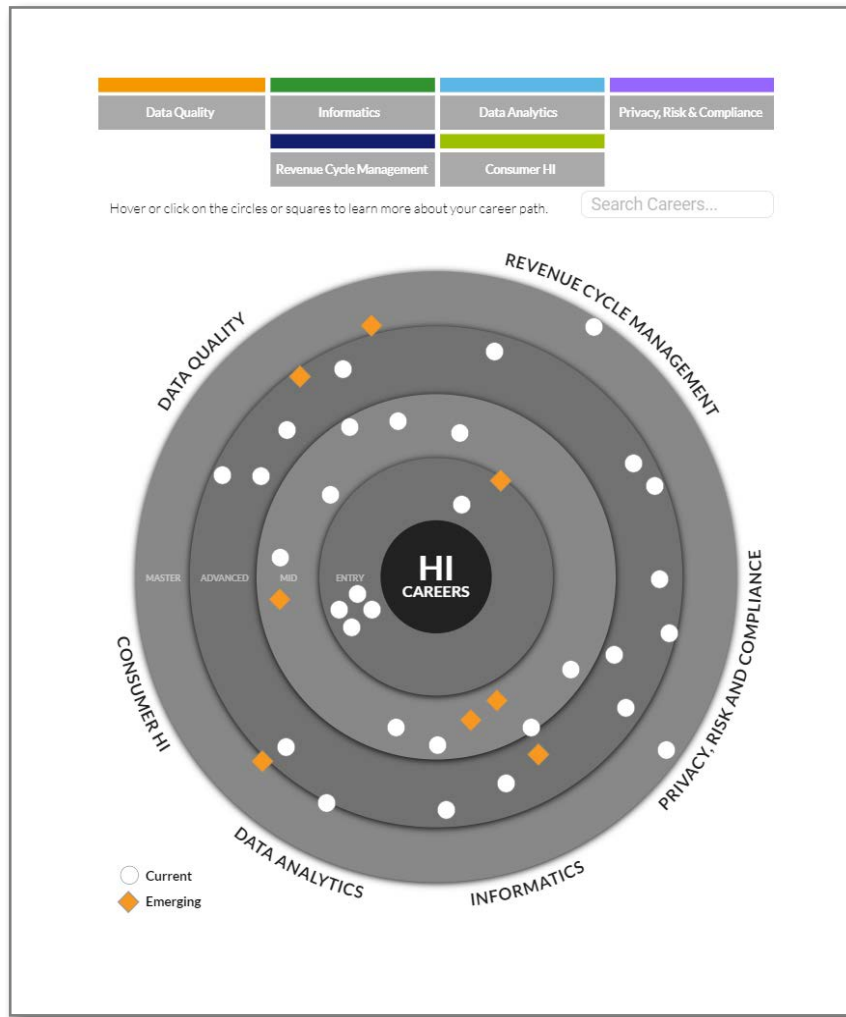 Data Quality
Informatics
Data Analytics
Privacy, Risk & Compliance
Revenue Cycle Management
Consumer HI
Hover or click on the circles or squares to learn more about your career path.
Search Careers...
REVENUE CYCLE MANAGEMENT
DATA QUALITY
MASTER
ADVANCED
MID
ENTRY
HI
CAREERS
PRIVACY, RISK AND COMPLIANCE
CONSUMER HI
DATA ANALYTICS
INFORMATICS
Current
Emerging